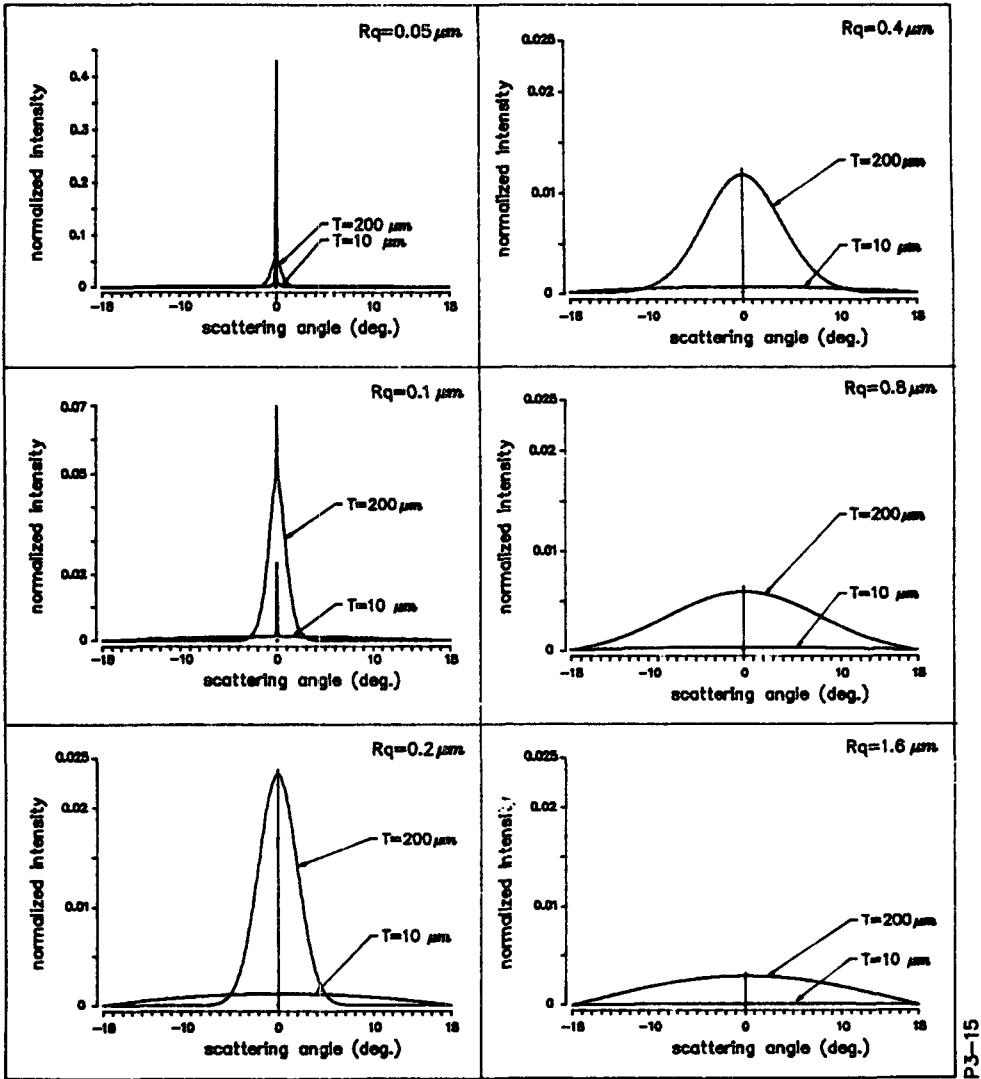 Rq=0.05 μm
normalized intensity
0.4
0.3
0.2
0.1
0
T=200 μm
T=10 μm
-18
-10
0
10
18
scattering angle (deg.)
Rq=0.4 μm
normalized intensity
0.025
0.02
0.01
0
T=200 μm
T=10 μm
-18
-10
0
10
18
scattering angle (deg.)
Rq=0.1 μm
normalized intensity
0.07
0.05
0.02
0
T=200 μm
T=10 μm
-18
-10
0
10
18
scattering angle (deg.)
Rq=0.8 μm
normalized intensity
0.025
0.02
0.01
0
T=200 μm
T=10 μm
-18
-10
0
10
18
scattering angle (deg.)
Rq=0.2 μm
normalized intensity
0.025
0.02
0.01
0
T=200 μm
T=10 μm
-18
-10
0
10
18
scattering angle (deg.)
Rq=1.6 μm
normalized intensity
0.025
0.02
0.01
0
T=200 μm
T=10 μm
-18
-10
0
10
18
scattering angle (deg.)
P3-15